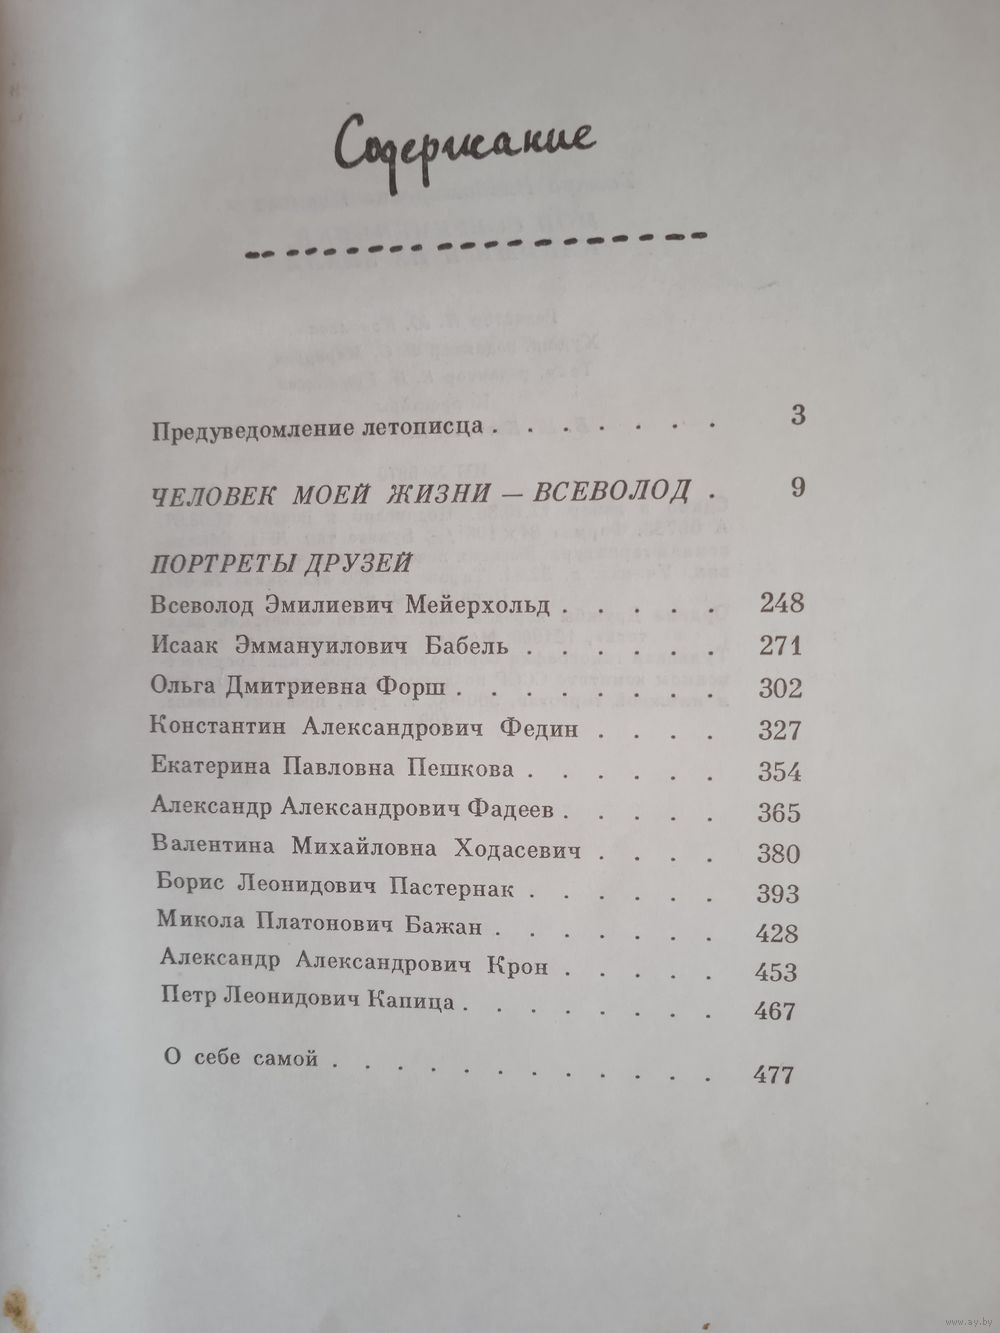 Содержание
Предуведомление летописца . . . . . . . 3
ЧЕЛОВЕК МОЕЙ ЖИЗНИ — ВСЕВОЛОД . 9
ПОРТРЕТЫ ДРУЗЕЙ
Всеволод Эмилиевич Мейерхольд . . . . . 248
Исаак Эммануилович Бабель . . . . . . 271
Ольга Дмитриевна Форш . . . . . . . . 302
Константин Александрович Федин . . . . 327
Екатерина Павловна Пешкова . . . . . . 354
Александр Александрович Фадеев . . . . . 365
Валентина Михайловна Ходасевич . . . . 380
Борис Леонидович Пастернак . . . . . . 393
Микола Платонович Бажан . . . . . . . 428
Александр Александрович Крон . . . . . 453
Петр Леонидович Капица . . . . . . . . 467
О себе самой . . . . . . . . . . . . 477
www.ay.by